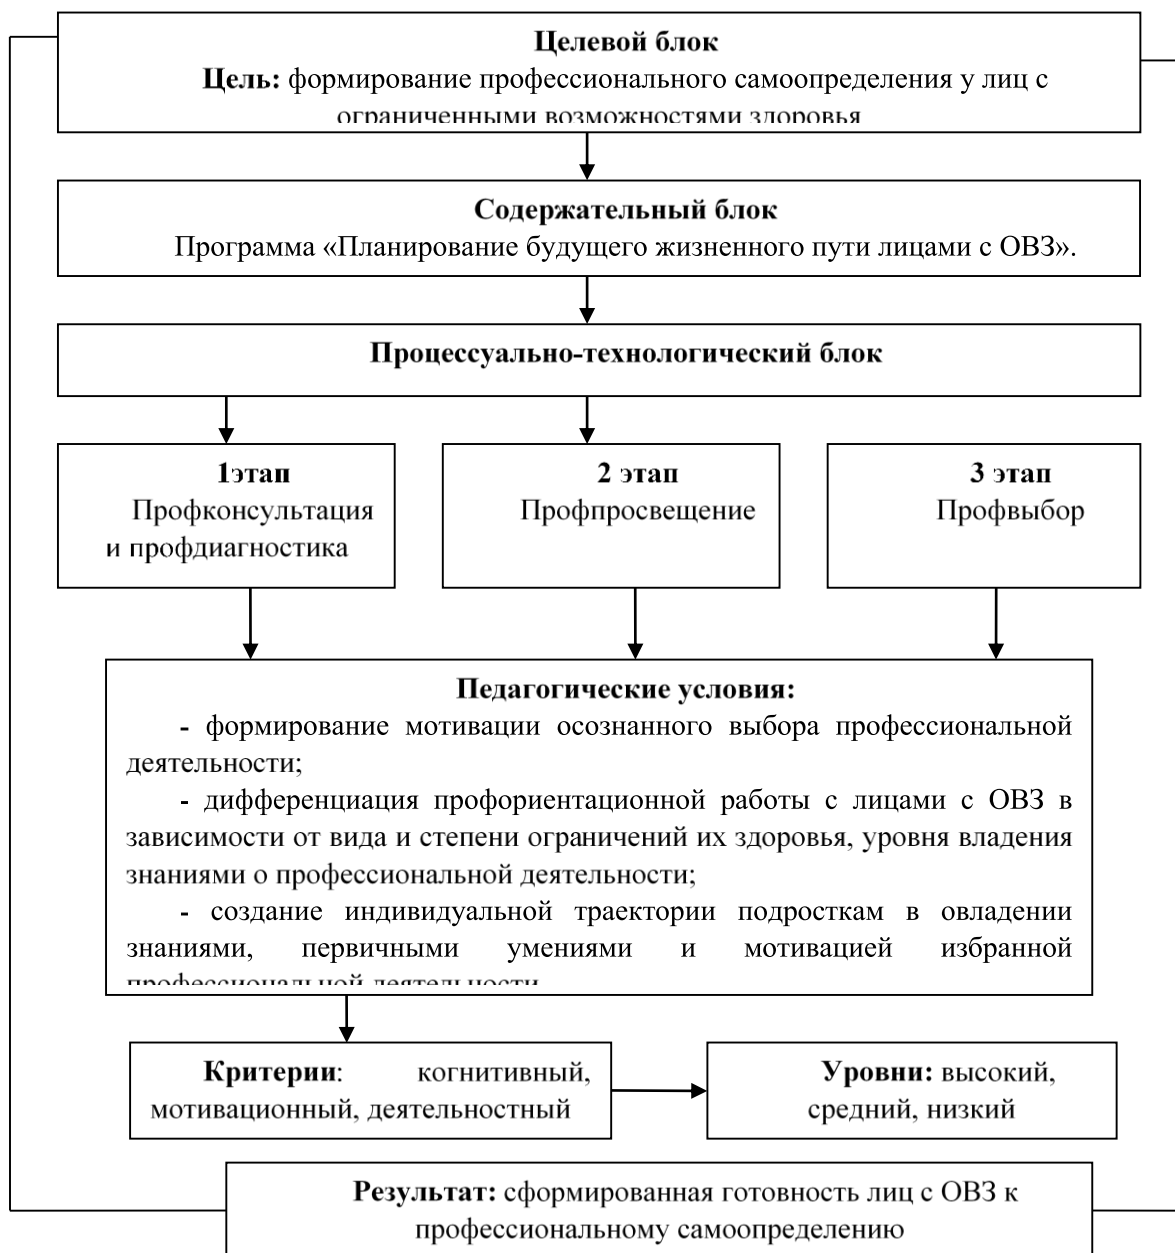 Целевой блок
Цель: формирование профессионального самоопределения у лиц с
ограниченными возможностями здоровья
Содержательный блок
Программа «Планирование будущего жизненного пути лицами с ОВЗ».
Процессуально-технологический блок
1этап
Профконсультация
и профдиагностика
2 этап
Профпросвещение
3 этап
Профвыбор
Педагогические условия:
- формирование мотивации осознанного выбора профессиональной
деятельности;
- дифференциация профориентационной работы с лицами с ОВЗ в
зависимости от вида и степени ограничений их здоровья, уровня владения
знаниями о профессиональной деятельности;
- создание индивидуальной траектории подросткам в овладении
знаниями, первичными умениями и мотивацией избранной
профессиональной деятельности
Критерии: когнитивный,
мотивационный, деятельностный
Уровни: высокий,
средний, низкий
Результат: сформированная готовность лиц с ОВЗ к
профессиональному самоопределению